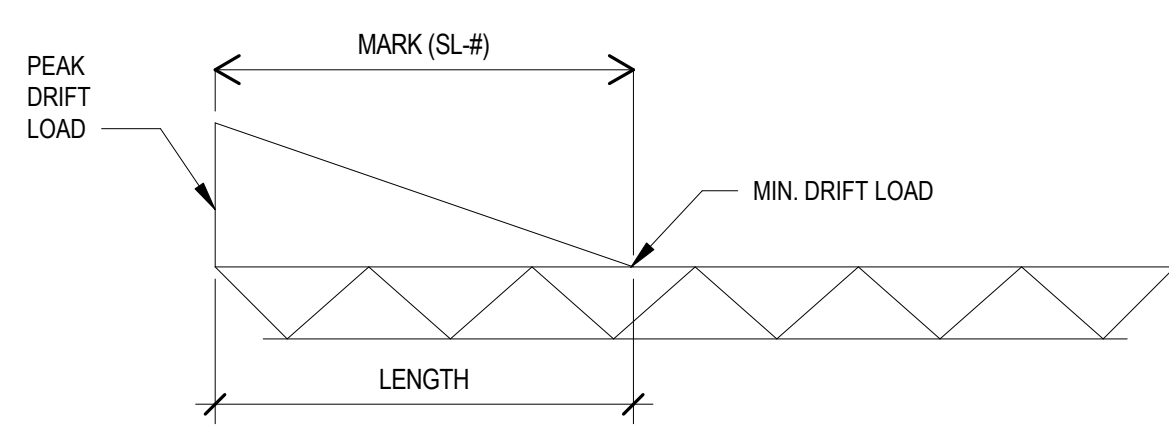 MARK (SL-#)
PEAK
DRIFT
LOAD
MIN. DRIFT LOAD
LENGTH